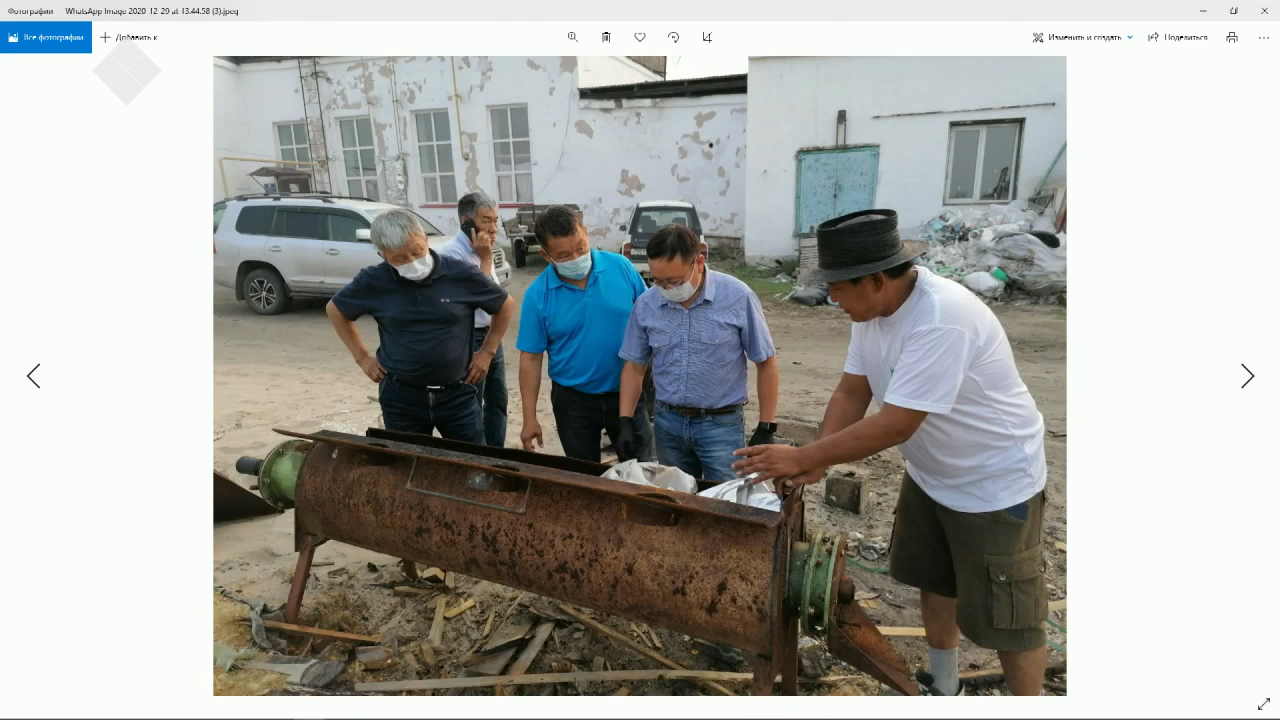 Фотографии
WhatsApp Image 2020-12-29 at 13.44.58 (3).jpeg
Все фотографии
Добавить к
Изменить и создать
Поделиться